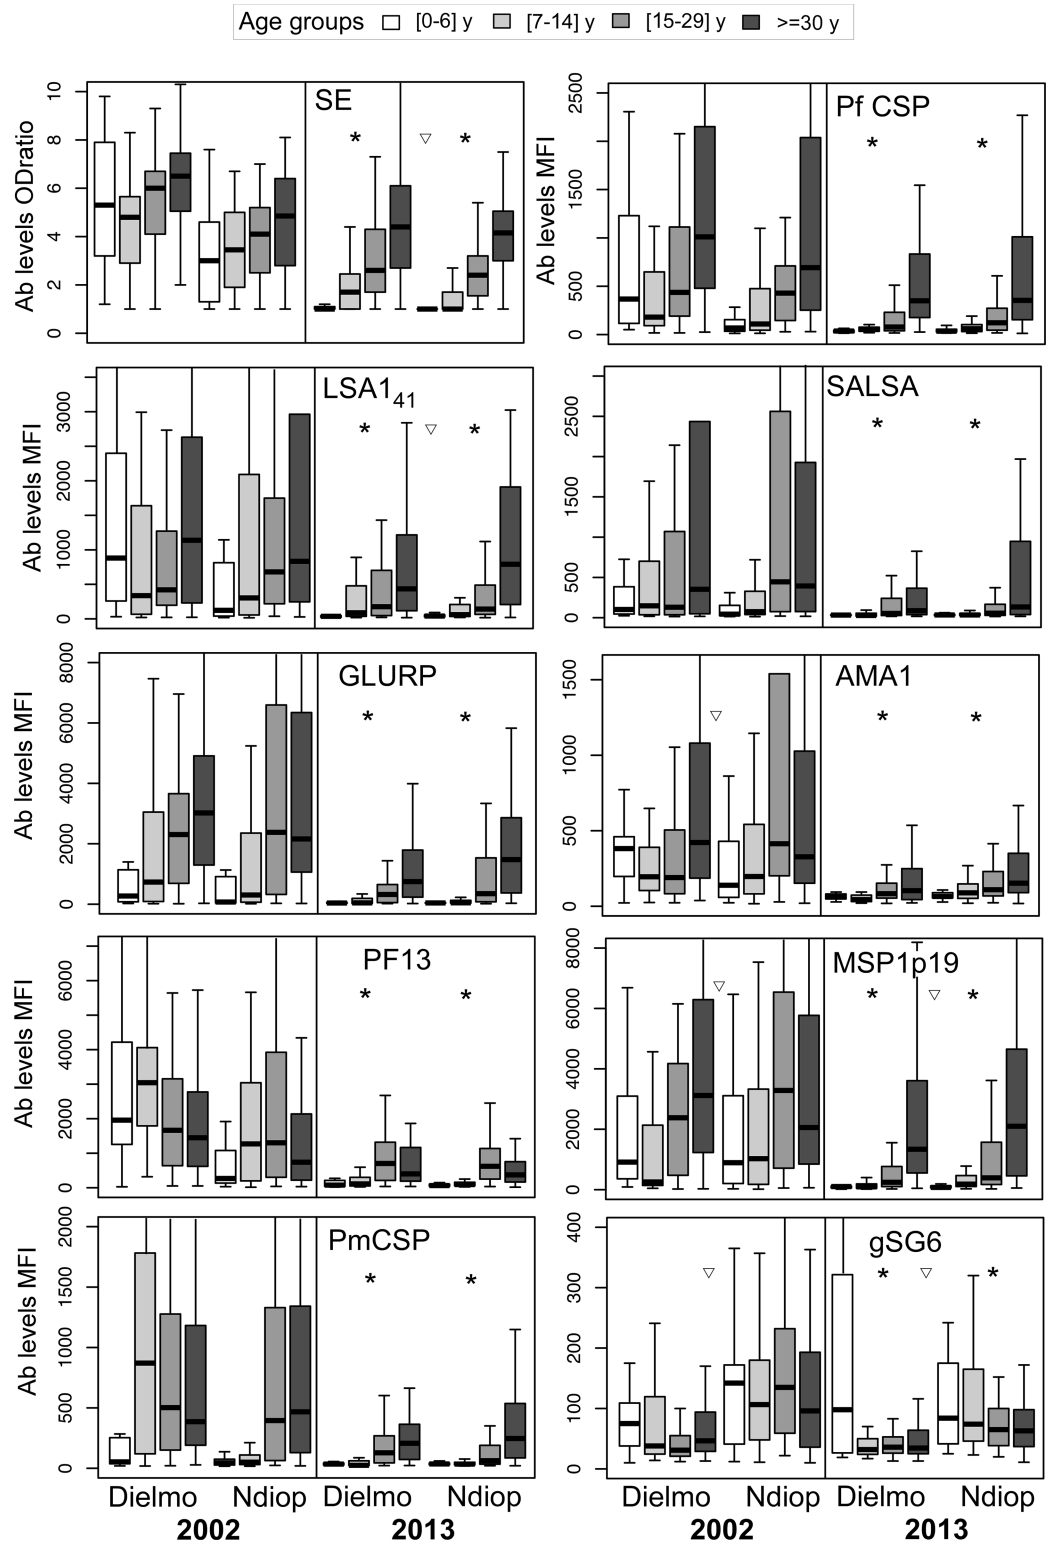 Age groups [0-6] y [7-14] y [15-29] y >=30 y
SE
Ab levels ODratio
0 2 4 6 8 10
* ▽ *
Pf CSP
Ab levels MFI
0 500 1500 2500
* *
LSA1₄₁
Ab levels MFI
0 1000 2000 3000
* ▽ *
SALSA
0 500 1500 2500
* *
GLURP
Ab levels MFI
0 2000 4000 6000 8000
* *
AMA1
0 500 1000 1500
▽ * *
PF13
Ab levels MFI
0 2000 4000 6000
* *
MSP1p19
0 2000 4000 6000 8000
▽ * ▽ *
PmCSP
Ab levels MFI
0 500 1000 1500 2000
* *
gSG6
0 100 200 300 400
▽ * ▽ *
Dielmo Ndiop Dielmo Ndiop
2002 2013
Dielmo Ndiop Dielmo Ndiop
2002 2013